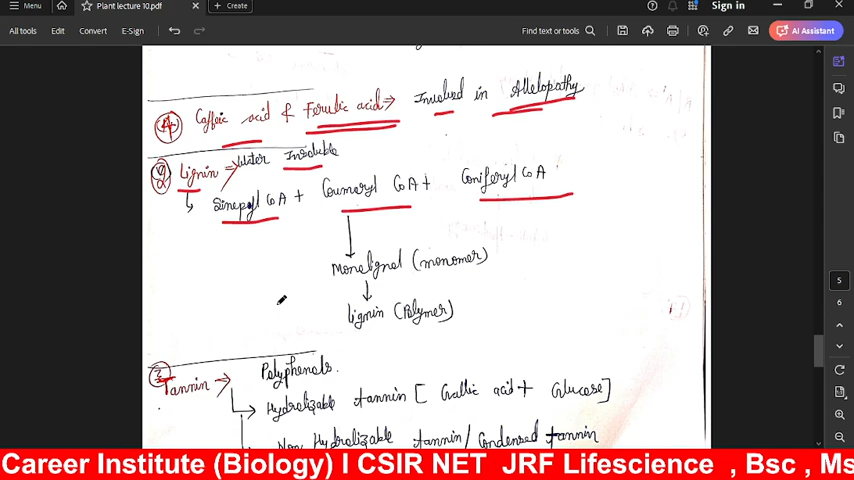 Menu
Plant lecture 10.pdf
Create
Sign in
All tools
Edit
Convert
E-Sign
Find text or tools
AI Assistant
Caffeic acid & Ferulic acid ⇒ Involved in Allelopathy
Lignin ⇒ Water Insoluble
Sinepyl CoA + Coumaryl CoA + Coniferyl CoA
Monolignol (monomer)
Lignin (Polymer)
Tannin → Polyphenols.
Hydrolizable tannin [Gallic acid + Glucose]
Non Hydrolizable tannin / Condensed tannin
5
6
Career Institute (Biology) I CSIR NET JRF Lifescience , Bsc , Ms